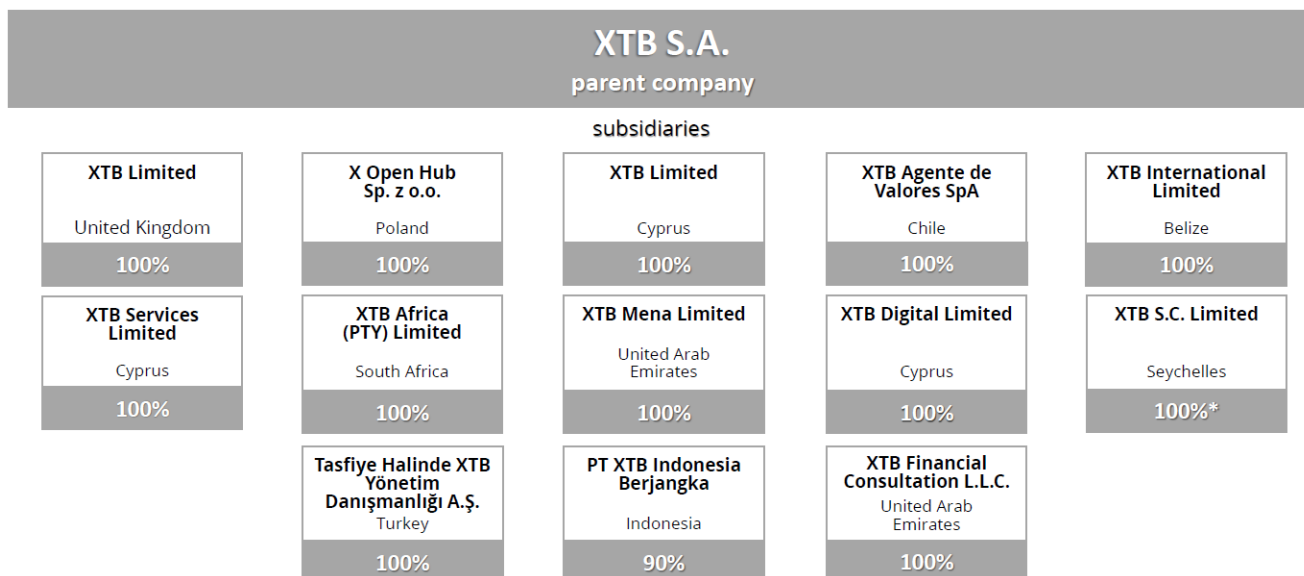 XTB S.A.
parent company
subsidiaries
XTB Limited
United Kingdom
100%
X Open Hub
Sp. z o.o.
Poland
100%
XTB Limited
Cyprus
100%
XTB Agente de
Valores SpA
Chile
100%
XTB International
Limited
Belize
100%
XTB Services
Limited
Cyprus
100%
XTB Africa
(PTY) Limited
South Africa
100%
XTB Mena Limited
United Arab
Emirates
100%
XTB Digital Limited
Cyprus
100%
XTB S.C. Limited
Seychelles
100%*
Tasfiye Halinde XTB
Yönetim
Danışmanlığı A.Ş.
Turkey
100%
PT XTB Indonesia
Berjangka
Indonesia
90%
XTB Financial
Consultation L.L.C.
United Arab
Emirates
100%